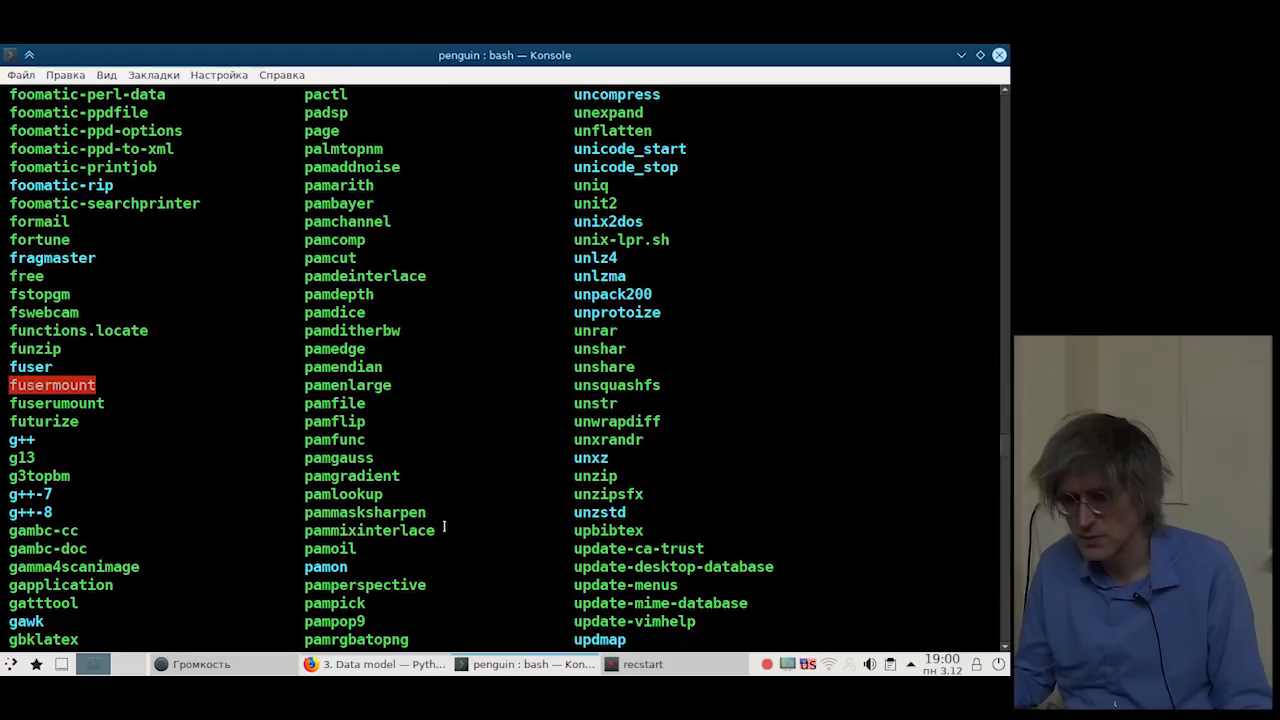 penguin : bash — Konsole
Файл Правка Вид Закладки Настройка Справка
foomatic-perl-data pactl uncompress
foomatic-ppdfile padsp unexpand
foomatic-ppd-options page unflatten
foomatic-ppd-to-xml palmtopnm unicode_start
foomatic-printjob pamaddnoise unicode_stop
foomatic-rip pamarith uniq
foomatic-searchprinter pambayer unit2
formail pamchannel unix2dos
fortune pamcomp unix-lpr.sh
fragmaster pamcut unlz4
free pamdeinterlace unlzma
fstopgm pamdepth unpack200
fswebcam pamdice unprotoize
functions.locate pamditherbw unrar
funzip pamedge unshar
fuser pamendian unshare
fusermount pamenlarge unsquashfs
fuserumount pamfile unstr
futurize pamflip unwrapdiff
g++ pamfunc unxrandr
g13 pamgauss unxz
g3topbm pamgradient unzip
g++-7 pamlookup unzipsfx
g++-8 pammasksharpen unzstd
gambc-cc pammixinterlace upbibtex
gambc-doc pamoil update-ca-trust
gamma4scanimage pamon update-desktop-database
gapplication pamperspective update-menus
gatttool pampick update-mime-database
gawk pampop9 update-vimhelp
gbklatex pamrgbatopng updmap
Громкость 3. Data model — Pyth... penguin : bash — Kon... recstart us 19:00
пн 3.12